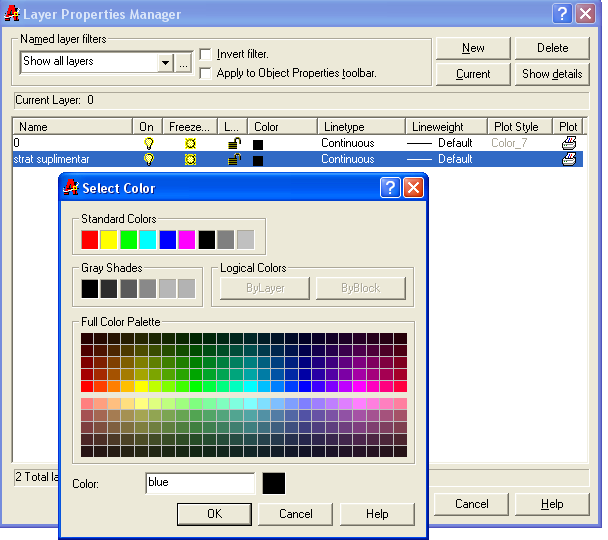 Layer Properties Manager
Named layer filters
Show all layers
...
Invert filter.
Apply to Object Properties toolbar.
New
Delete
Current
Show details
Current Layer: 0
Name On Freeze... L... Color Linetype Lineweight Plot Style Plot
0 Continuous Default Color_7
strat suplimentar Continuous Default
Select Color
Standard Colors
Gray Shades
Logical Colors
ByLayer
ByBlock
Full Color Palette
2 Total la
Color: blue
OK
Cancel
Help
Cancel
Help